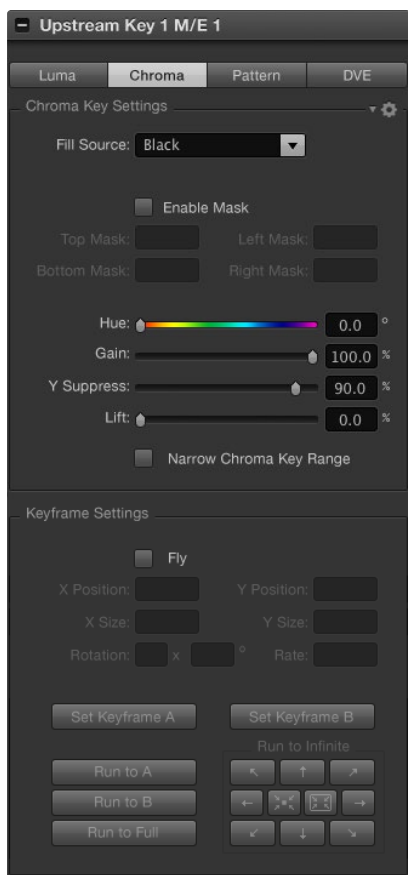 Upstream Key 1 M/E 1
Luma Chroma Pattern DVE
Chroma Key Settings
Fill Source: Black
Enable Mask
Top Mask: Left Mask:
Bottom Mask: Right Mask:
Hue: 0.0 °
Gain: 100.0 %
Y Suppress: 90.0 %
Lift: 0.0 %
Narrow Chroma Key Range
Keyframe Settings
Fly
X Position: Y Position:
X Size: Y Size:
Rotation: x ° Rate:
Set Keyframe A Set Keyframe B
Run to Infinite
Run to A ↖ ↑ ↗
Run to B ← →
Run to Full ↙ ↓ ↘